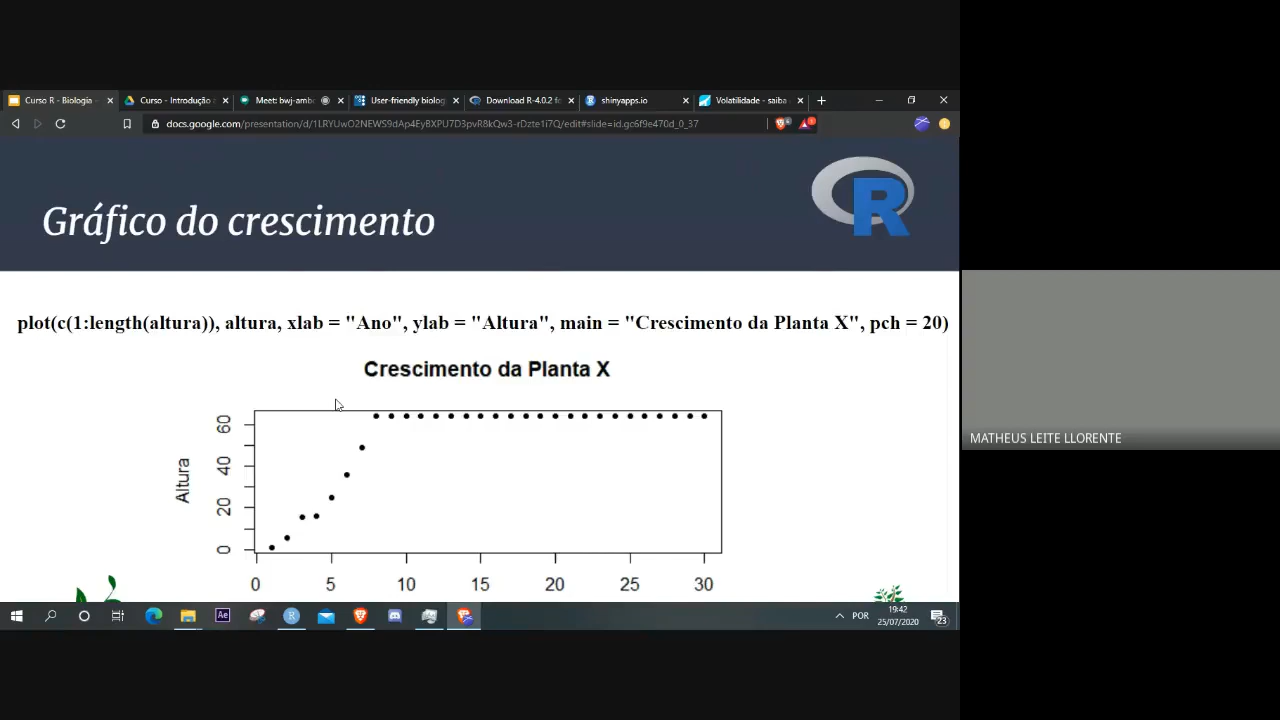 Curso R - Biologia
Curso - Introdução
Meet: bwj-amb
User-friendly biolog
Download R-4.0.2 f
shinyapps.io
Volatilidade - saiba
docs.google.com/presentation/d/1LRYUwO2NEWS9dAp4EyBXPU7D3pvR8kQw3-rDzte1i7Q/edit#slide=id.gc6f9e470d_0_37
R
Gráfico do crescimento
plot(c(1:length(altura)), altura, xlab = "Ano", ylab = "Altura", main = "Crescimento da Planta X", pch = 20)
Crescimento da Planta X
Altura
60
40
20
0
0 5 10 15 20 25 30
MATHEUS LEITE LLORENTE
Ae
R
POR
19:42
25/07/2020
23